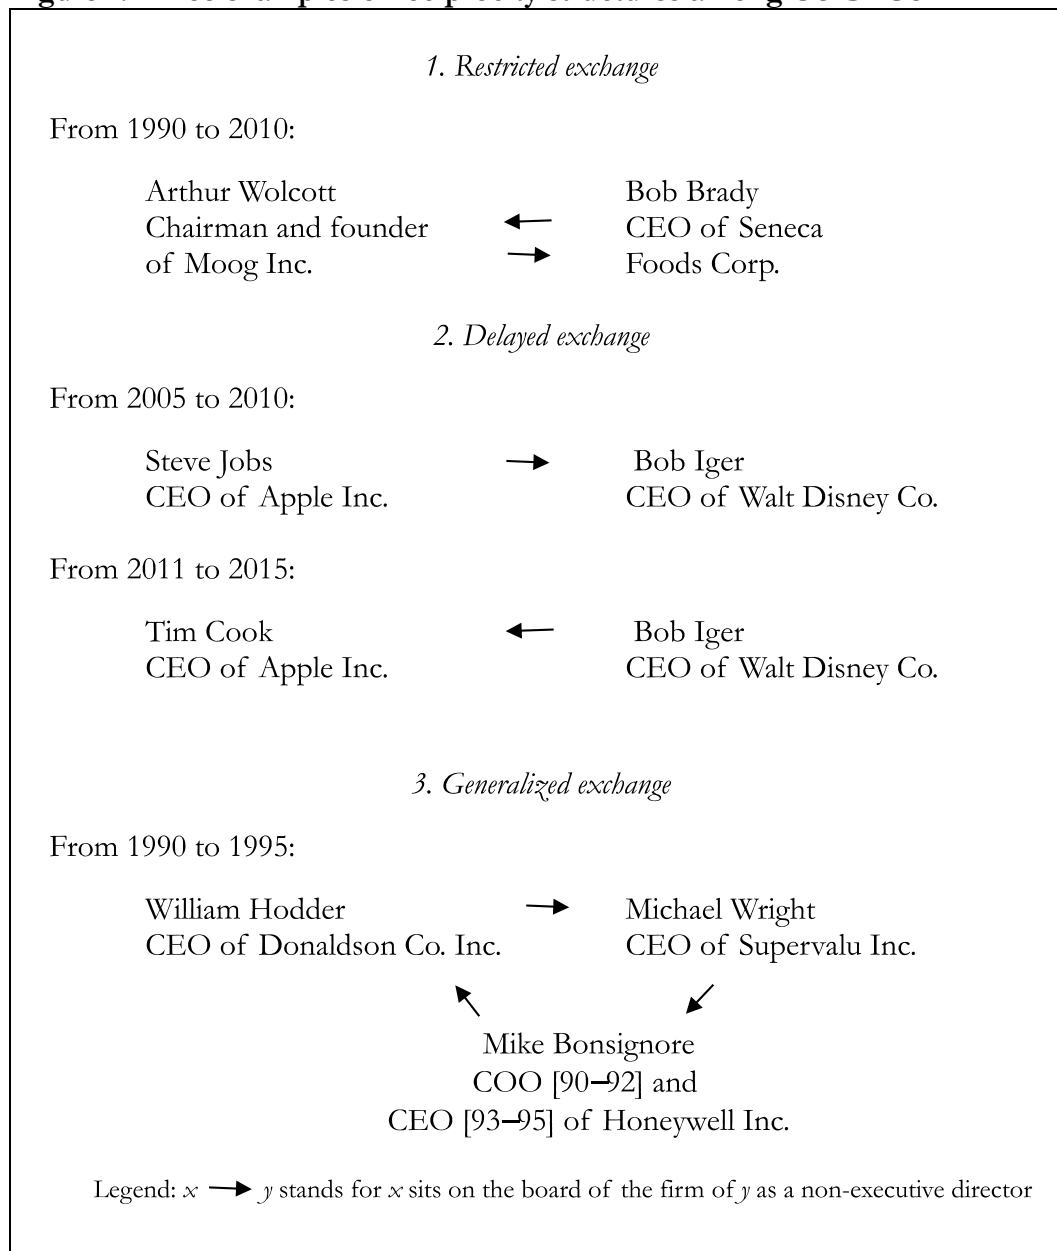 1. Restricted exchange
From 1990 to 2010:
Arthur Wolcott Bob Brady
Chairman and founder CEO of Seneca
of Moog Inc. Foods Corp.
2. Delayed exchange
From 2005 to 2010:
Steve Jobs Bob Iger
CEO of Apple Inc. CEO of Walt Disney Co.
From 2011 to 2015:
Tim Cook Bob Iger
CEO of Apple Inc. CEO of Walt Disney Co.
3. Generalized exchange
From 1990 to 1995:
William Hodder Michael Wright
CEO of Donaldson Co. Inc. CEO of Supervalu Inc.
Mike Bonsignore
COO [90–92] and
CEO [93–95] of Honeywell Inc.
Legend: x → y stands for x sits on the board of the firm of y as a non-executive director